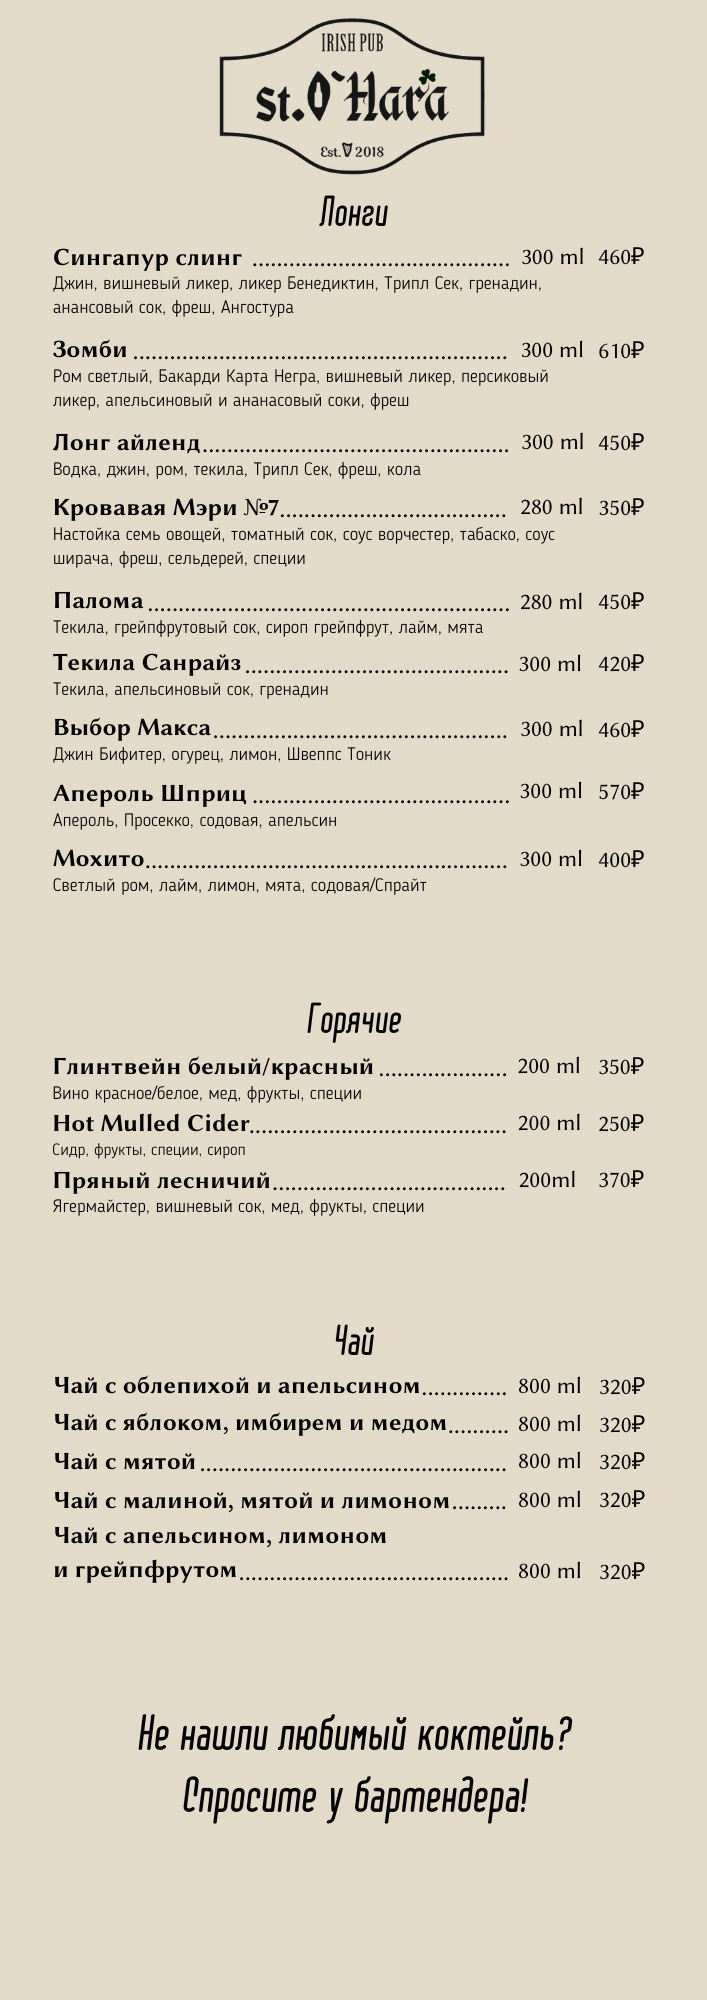 IRISH PUB
st.O`Hara
Est. 2018
Лонги
Сингапур слинг ........................................ 300 ml 460₽
Джин, вишневый ликер, ликер Бенедиктин, Трипл Сек, гренадин,
анансовый сок, фреш, Ангостура
Зомби ........................................ 300 ml 610₽
Ром светлый, Бакарди Карта Негра, вишневый ликер, персиковый
ликер, апельсиновый и ананасовый соки, фреш
Лонг айленд........................................ 300 ml 450₽
Водка, джин, ром, текила, Трипл Сек, фреш, кола
Кровавая Мэри №7........................................ 280 ml 350₽
Настойка семь овощей, томатный сок, соус ворчестер, табаско, соус
ширача, фреш, сельдерей, специи
Палома ........................................ 280 ml 450₽
Текила, грейпфрутовый сок, сироп грейпфрут, лайм, мята
Текила Санрайз ........................................ 300 ml 420₽
Текила, апельсиновый сок, гренадин
Выбор Макса........................................ 300 ml 460₽
Джин Бифитер, огурец, лимон, Швеппс Тоник
Апероль Шприц ........................................ 300 ml 570₽
Апероль, Просекко, содовая, апельсин
Мохито........................................ 300 ml 400₽
Светлый ром, лайм, лимон, мята, содовая/Спрайт
Горячие
Глинтвейн белый/красный ...................... 200 ml 350₽
Вино красное/белое, мед, фрукты, специи
Hot Mulled Cider........................................ 200 ml 250₽
Сидр, фрукты, специи, сироп
Пряный лесничий........................................ 200ml 370₽
Ягермайстер, вишневый сок, мед, фрукты, специи
Чай
Чай с облепихой и апельсином............... 800 ml 320₽
Чай с яблоком, имбирем и медом.......... 800 ml 320₽
Чай с мятой ........................................ 800 ml 320₽
Чай с малиной, мятой и лимоном......... 800 ml 320₽
Чай с апельсином, лимоном
и грейпфрутом........................................ 800 ml 320₽
Не нашли любимый коктейль?
Спросите у бартендера!